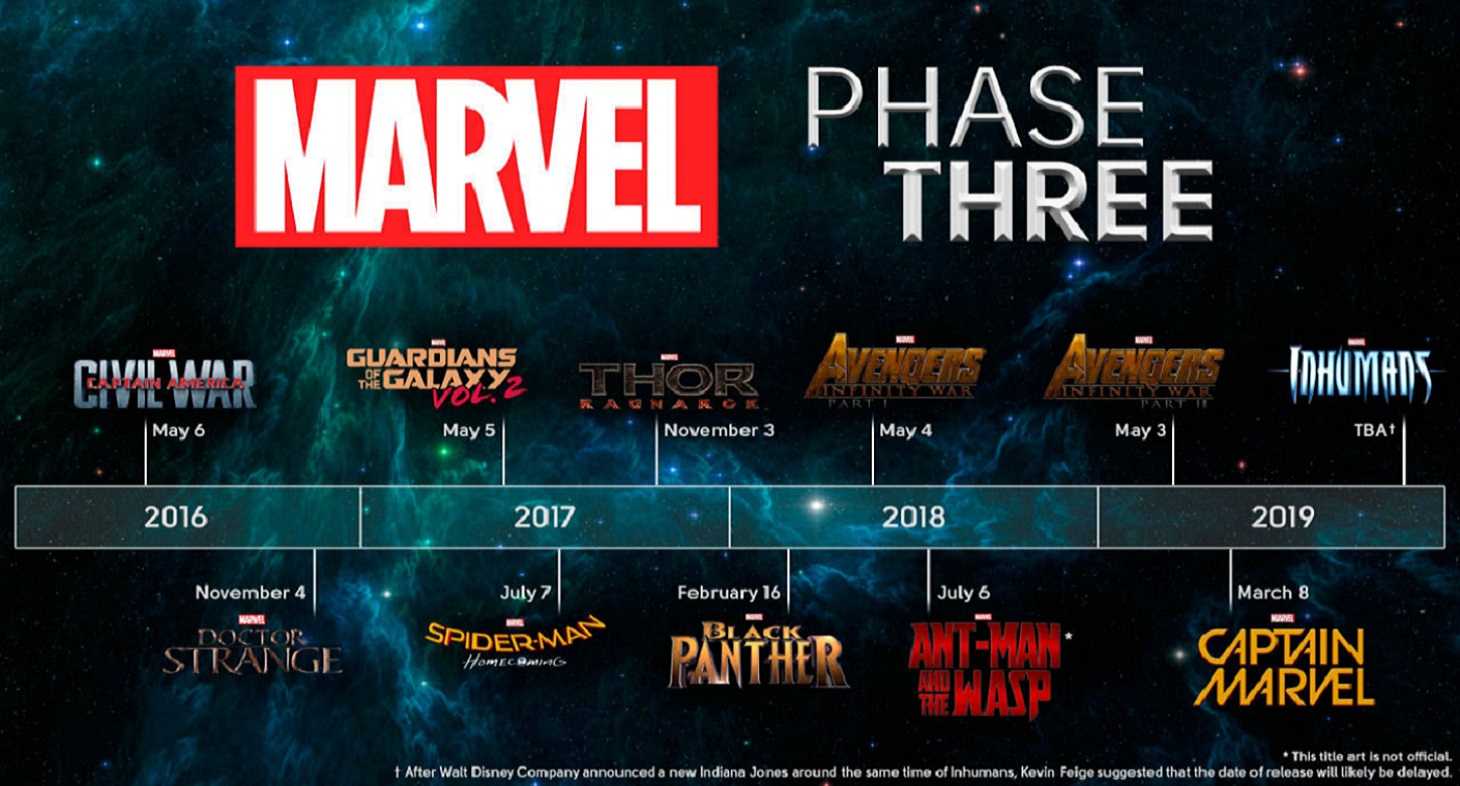 MARVEL
PHASE
THREE
MARVEL
CIVIL WAR
CAPTAIN AMERICA
May 6
MARVEL
GUARDIANS
OF THE GALAXY
VOL. 2
May 5
MARVEL
THOR
RAGNAROK
November 3
MARVEL
AVENGERS
INFINITY WAR
PART I
May 4
MARVEL
AVENGERS
INFINITY WAR
PART II
May 3
MARVEL
INHUMANS
TBA†
2016
2017
2018
2019
November 4
MARVEL
DOCTOR
STRANGE
July 7
MARVEL
SPIDER-MAN
HOMECOMING
February 16
MARVEL
BLACK
PANTHER
July 6
MARVEL
ANT-MAN *
AND THE WASP
March 8
MARVEL
CAPTAIN
MARVEL
* This title art is not official.
† After Walt Disney Company announced a new Indiana Jones around the same time of Inhumans, Kevin Feige suggested that the date of release will likely be delayed.